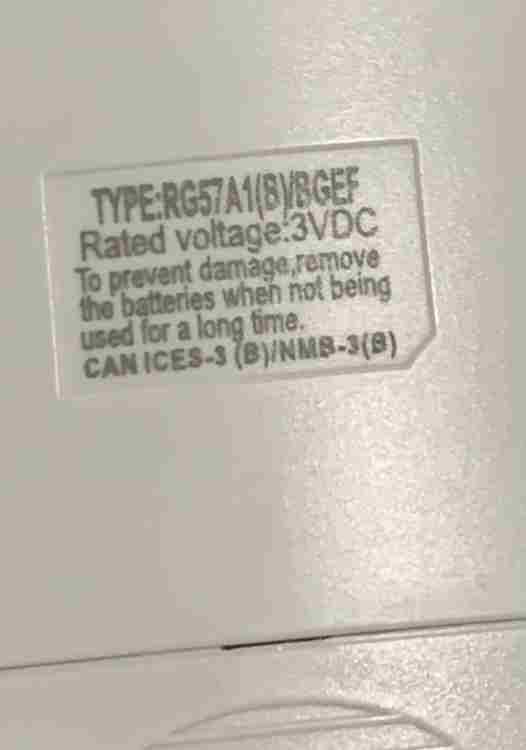 TYPE:RG57A1(B)/BGEF
Rated voltage:3VDC
To prevent damage,remove
the batteries when not being
used for a long time.
CAN ICES-3 (B)/NMB-3(B)